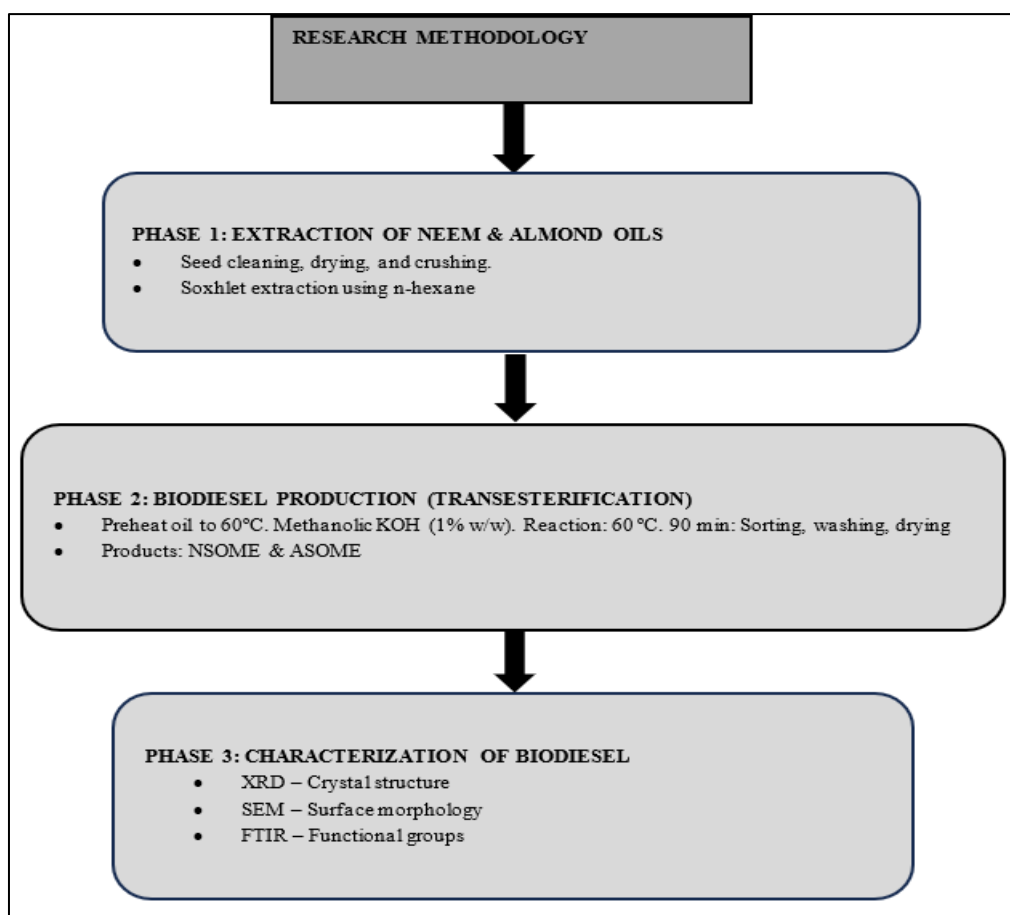 RESEARCH METHODOLOGY
PHASE 1: EXTRACTION OF NEEM & ALMOND OILS
• Seed cleaning, drying, and crushing.
• Soxhlet extraction using n-hexane
PHASE 2: BIODIESEL PRODUCTION (TRANSESTERIFICATION)
• Preheat oil to 60°C. Methanolic KOH (1% w/w). Reaction: 60 °C. 90 min: Sorting, washing, drying
• Products: NSOME & ASOME
PHASE 3: CHARACTERIZATION OF BIODIESEL
• XRD – Crystal structure
• SEM – Surface morphology
• FTIR – Functional groups